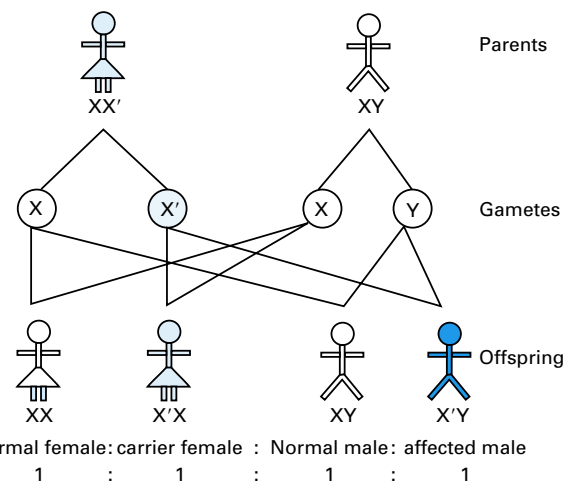 Parents
XX′ XY
X X′ X Y Gametes
Offspring
XX X′X XY X′Y
rmal female: carrier female : Normal male: affected male
1 : 1 : 1 : 1